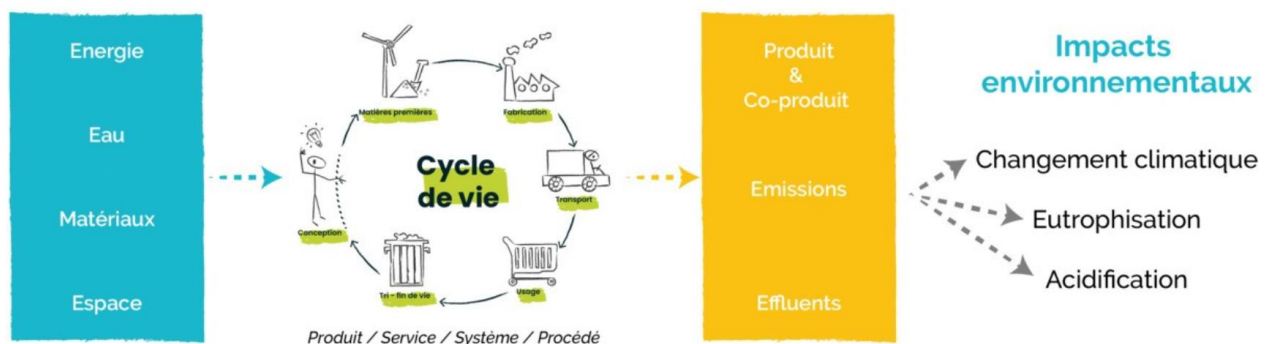 Energie
Eau
Matériaux
Espace
Matières premières
Fabrication
Cycle
de vie
Transport
Conception
Tri - fin de vie
Usage
Produit / Service / Système / Procédé
Produit
&
Co-produit
Emissions
Effluents
Impacts
environnementaux
Changement climatique
Eutrophisation
Acidification